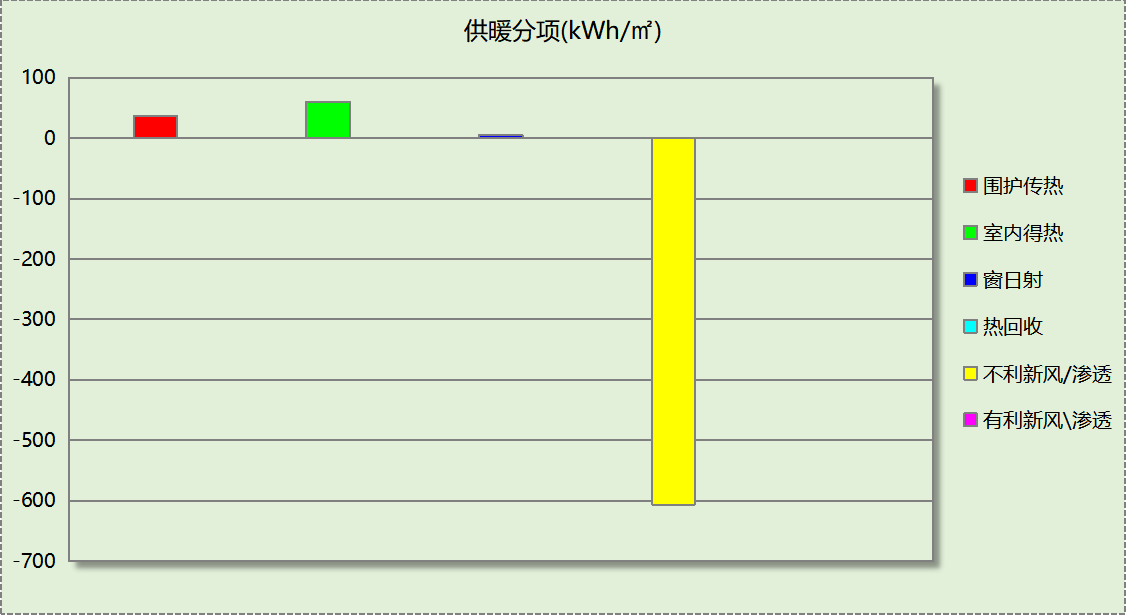 供暖分项(kWh/㎡)
100
0
-100
-200
-300
-400
-500
-600
-700
围护传热
室内得热
窗日射
热回收
不利新风/渗透
有利新风\渗透